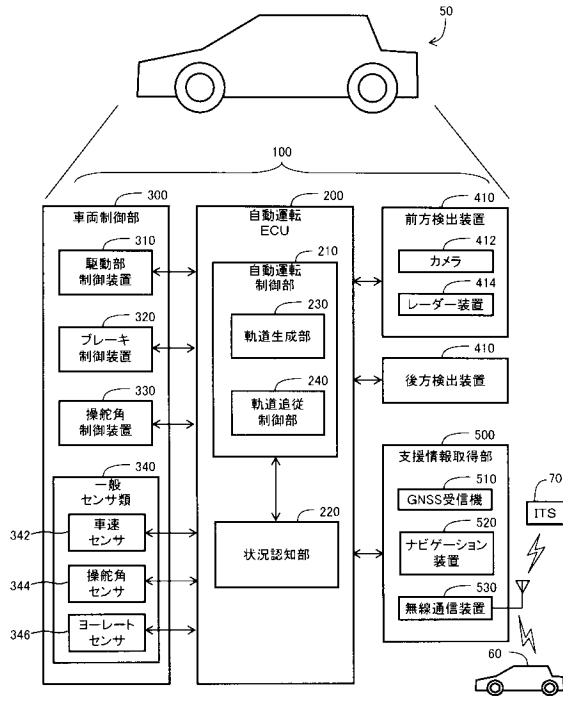 50
100
300
車両制御部
310
駆動部
制御装置
320
ブレーキ
制御装置
330
操舵角
制御装置
340
一般
センサ類
342
車速
センサ
344
操舵角
センサ
346
ヨーレート
センサ
200
自動運転
ECU
210
自動運転
制御部
230
軌道生成部
240
軌道追従
制御部
220
状況認知部
410
前方検出装置
412
カメラ
414
レーダー装置
410
後方検出装置
500
支援情報取得部
510
GNSS受信機
520
ナビゲーション
装置
530
無線通信装置
70
ITS
60